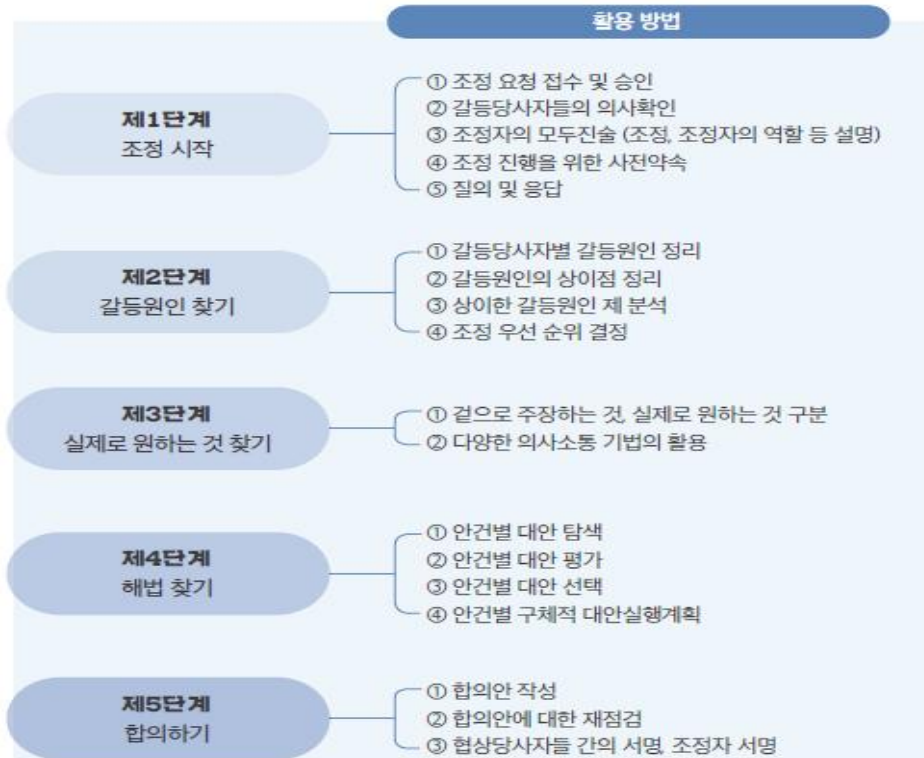 활용 방법
제1단계
조정 시작
① 조정 요청 접수 및 승인
② 갈등당사자들의 의사확인
③ 조정자의 모두진술 (조정, 조정자의 역할 등 설명)
④ 조정 진행을 위한 사전약속
⑤ 질의 및 응답
제2단계
갈등원인 찾기
① 갈등당사자별 갈등원인 정리
② 갈등원인의 상이점 정리
③ 상이한 갈등원인 제 분석
④ 조정 우선 순위 결정
제3단계
실제로 원하는 것 찾기
① 겉으로 주장하는 것, 실제로 원하는 것 구분
② 다양한 의사소통 기법의 활용
제4단계
해법 찾기
① 안건별 대안 탐색
② 안건별 대안 평가
③ 안건별 대안 선택
④ 안건별 구체적 대안실행계획
제5단계
합의하기
① 합의안 작성
② 합의안에 대한 재점검
③ 협상당사자들 간의 서명, 조정자 서명